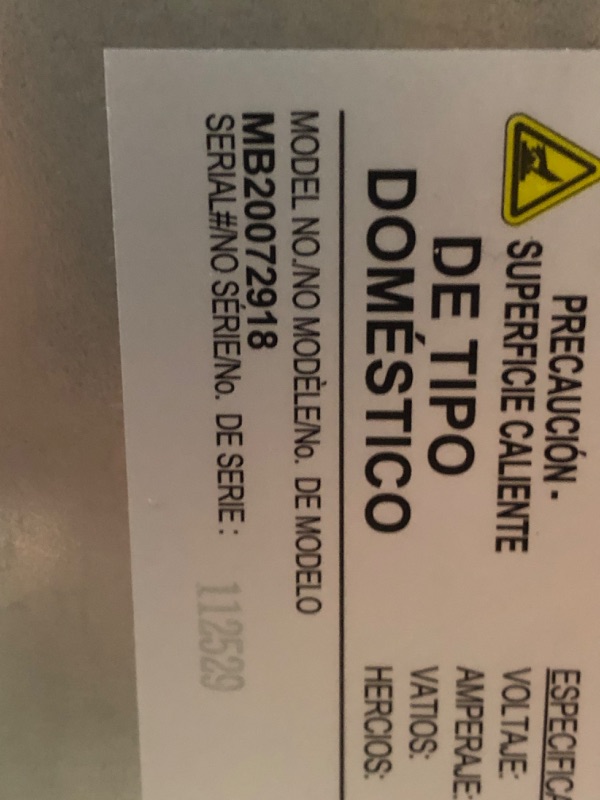 PRECAUCIÓN -
SUPERFICIE CALIENTE
DE TIPO
DOMÉSTICO
ESPECIFICA
VOLTAJE:
AMPERAJE:
VATIOS:
HERCIOS:
MODEL NO./NO MODÈLE/No. DE MODELO
MB20072918
SERIAL#/NO SÉRIE/No. DE SERIE : 112529